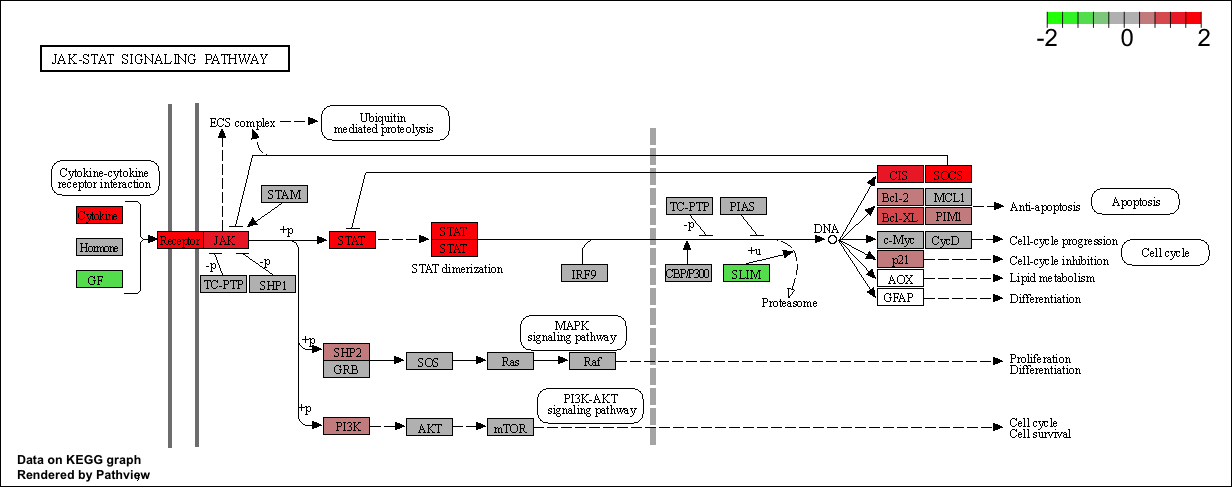 -2 0 2
JAK-STAT SIGNALING PATHWAY
ECS complex
Ubiquitin
mediated proteolysis
Cytokine-cytokine
receptor interaction
Cytokine
Hormone
GF
Receptor
JAK
STAM
+p
-p
-p
TC-PTP
SHP1
STAT
STAT
STAT
STAT dimerization
IRF9
TC-PTP
PIAS
-p
+u
CBP/P300
SLIM
Proteasome
DNA
CIS
SOCS
Bcl-2
MCL1
Bcl-XL
PIM1
c-Myc
CycD
p21
AOX
GFAP
Anti-apoptosis
Apoptosis
Cell-cycle progression
Cell-cycle inhibition
Cell cycle
Lipid metabolism
Differentiation
+p
SHP2
GRB
SOS
Ras
Raf
MAPK
signaling pathway
Proliferation
Differentiation
+p
PI3K
AKT
mTOR
PI3K-AKT
signaling pathway
Cell cycle
Cell survival
Data on KEGG graph
Rendered by Pathview